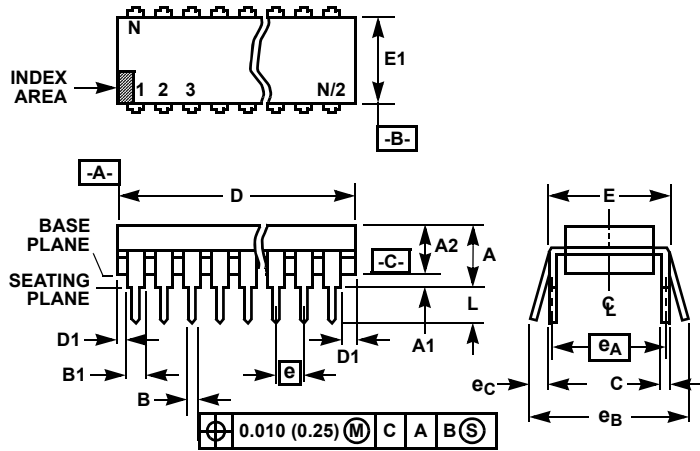 N
E1
INDEX
AREA
1 2 3 N/2
-B-
-A-
D
E
BASE
PLANE
A2
A
-C-
SEATING
PLANE
L
℄
D1
A1
D1
eA
B1
e
eC
C
B
eB
⌖ 0.010 (0.25) Ⓜ C A B Ⓢ